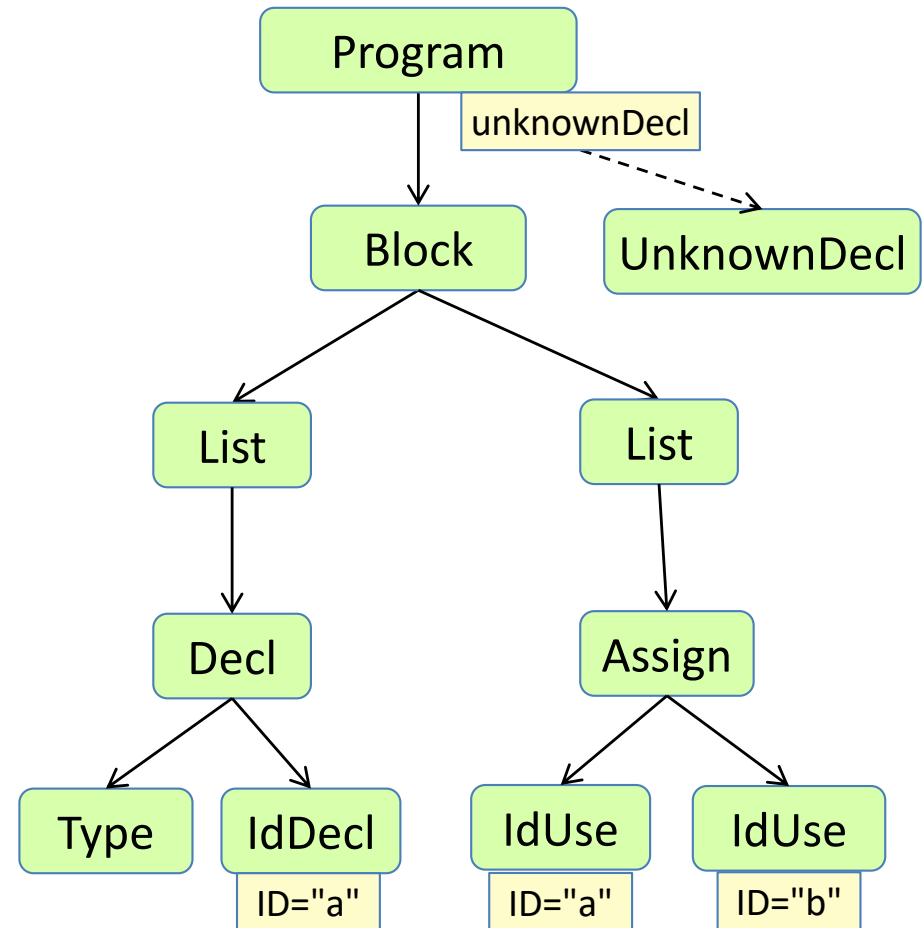 Program
unknownDecl
Block
UnknownDecl
List
List
Decl
Assign
Type
IdDecl
IdUse
IdUse
ID="a"
ID="a"
ID="b"